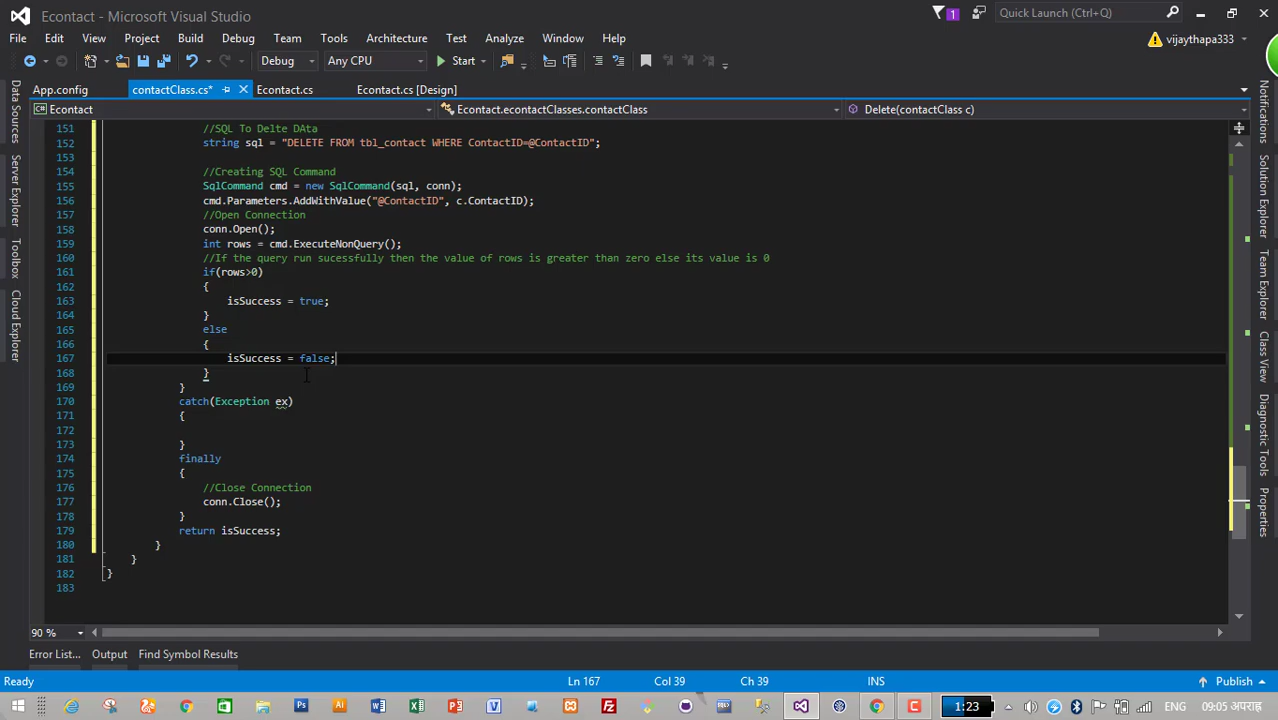 Econtact - Microsoft Visual Studio
1
Quick Launch (Ctrl+Q)
File Edit View Project Build Debug Team Tools Architecture Test Analyze Window Help
vijaythapa333
Debug Any CPU Start
App.config contactClass.cs* Econtact.cs Econtact.cs [Design]
Econtact Econtact.econtactClasses.contactClass Delete(contactClass c)
Data Sources
Server Explorer
Toolbox
Cloud Explorer
151 //SQL To Delte DAta
152 string sql = "DELETE FROM tbl_contact WHERE ContactID=@ContactID";
153
154 //Creating SQL Command
155 SqlCommand cmd = new SqlCommand(sql, conn);
156 cmd.Parameters.AddWithValue("@ContactID", c.ContactID);
157 //Open Connection
158 conn.Open();
159 int rows = cmd.ExecuteNonQuery();
160 //If the query run sucessfully then the value of rows is greater than zero else its value is 0
161 if(rows>0)
162 {
163 isSuccess = true;
164 }
165 else
166 {
167 isSuccess = false;
168 }
169 }
170 catch(Exception ex)
171 {
172
173 }
174 finally
175 {
176 //Close Connection
177 conn.Close();
178 }
179 return isSuccess;
180 }
181 }
182 }
183
Notifications
Class View
Solution Explorer
Team Explorer
Diagnostic Tools
Properties
90 %
Error List... Output Find Symbol Results
Ready Ln 167 Col 39 Ch 39 INS Publish
1:23 ENG 09:05 अपराह्न